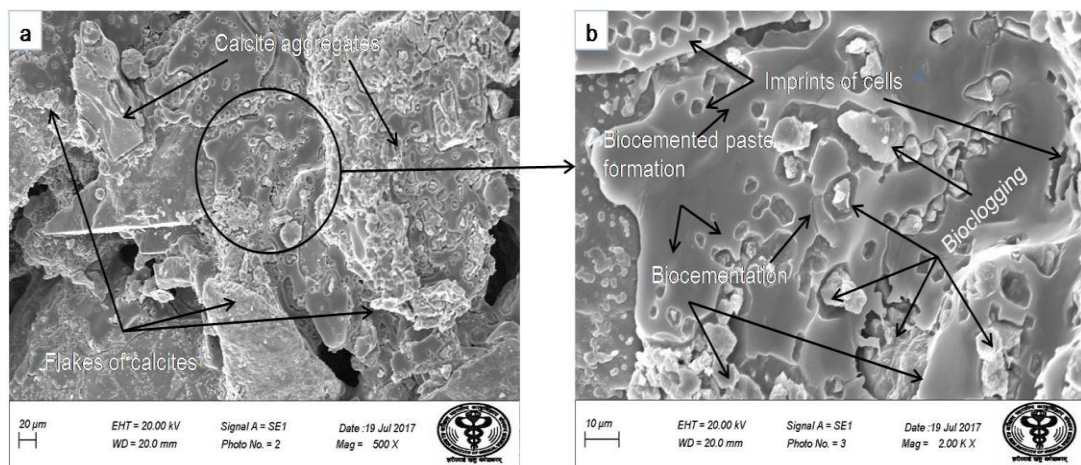 a
Calcite aggregates
Flakes of calcites
20 µm
EHT = 20.00 kV
WD = 20.0 mm
Signal A = SE1
Photo No. = 2
Date :19 Jul 2017
Mag = 500 X
b
Imprints of cells
Biocemented paste
formation
Bioclogging
Biocementation
10 µm
EHT = 20.00 kV
WD = 20.0 mm
Signal A = SE1
Photo No. = 3
Date :19 Jul 2017
Mag = 2.00 K X